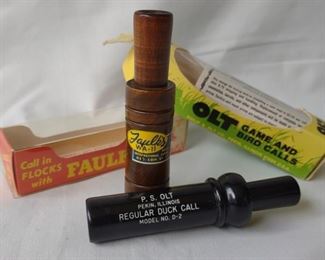 Call in
FLOCKS
with
FAULK
Faulk's
WA-11
OLT
GAME AND
BIRD CALLS
P. S. OLT
PEKIN, ILLINOIS
REGULAR DUCK CALL
MODEL NO. D-2